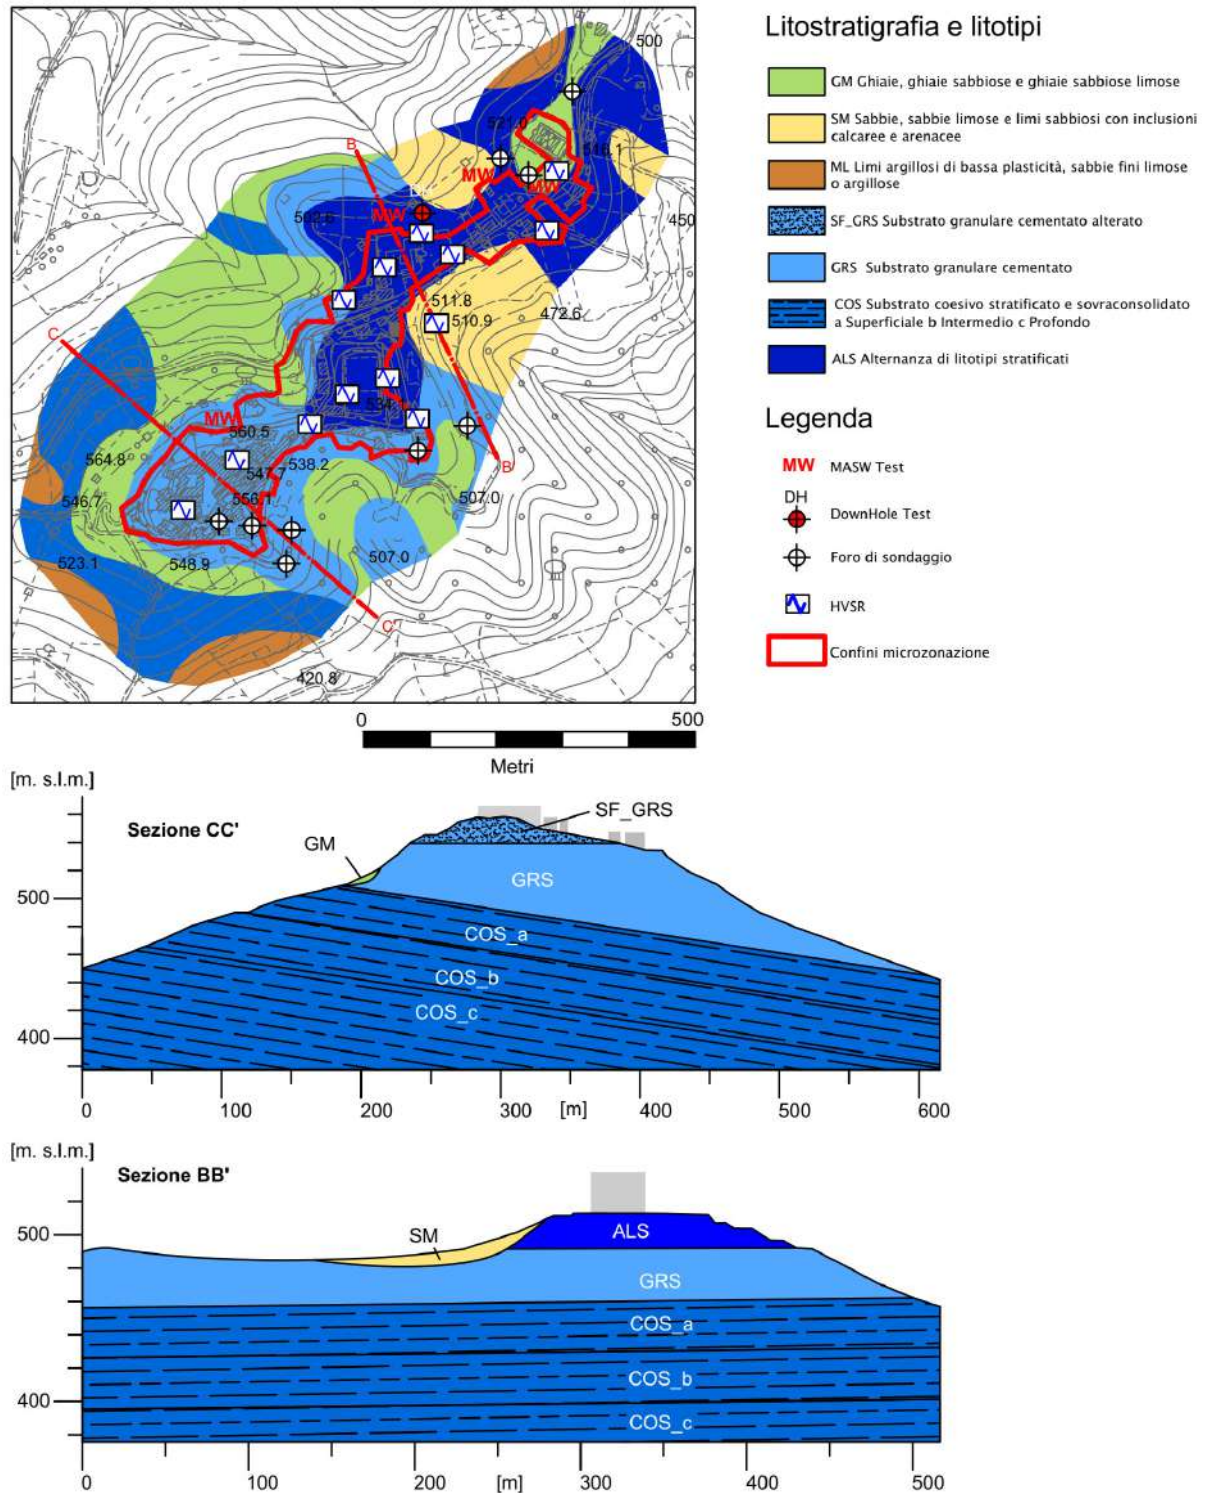 500
521.0
518.1
B
MW
MW
450
DH
502.6
MW
511.8
510.9
472.6
C
534.1
MW
560.5
564.8
538.2
547.7
B'
546.7
556.1
507.0
507.0
523.1
548.9
C'
420.8
0 500
Metri
Litostratigrafia e litotipi
GM Ghiaie, ghiaie sabbiose e ghiaie sabbiose limose
SM Sabbie, sabbie limose e limi sabbiosi con inclusioni
calcaree e arenacee
ML Limi argillosi di bassa plasticità, sabbie fini limose
o argillose
SF_GRS Substrato granulare cementato alterato
GRS Substrato granulare cementato
COS Substrato coesivo stratificato e sovraconsolidato
a Superficiale b Intermedio c Profondo
ALS Alternanza di litotipi stratificati
Legenda
MW MASW Test
DH
DownHole Test
Foro di sondaggio
HVSR
Confini microzonazione
[m. s.l.m.]
Sezione CC'
SF_GRS
GM
GRS
500
COS_a
COS_b
COS_c
400
0 100 200 300 [m] 400 500 600
[m. s.l.m.]
Sezione BB'
500
SM
ALS
GRS
COS_a
COS_b
400
COS_c
0 100 200 [m] 300 400 500